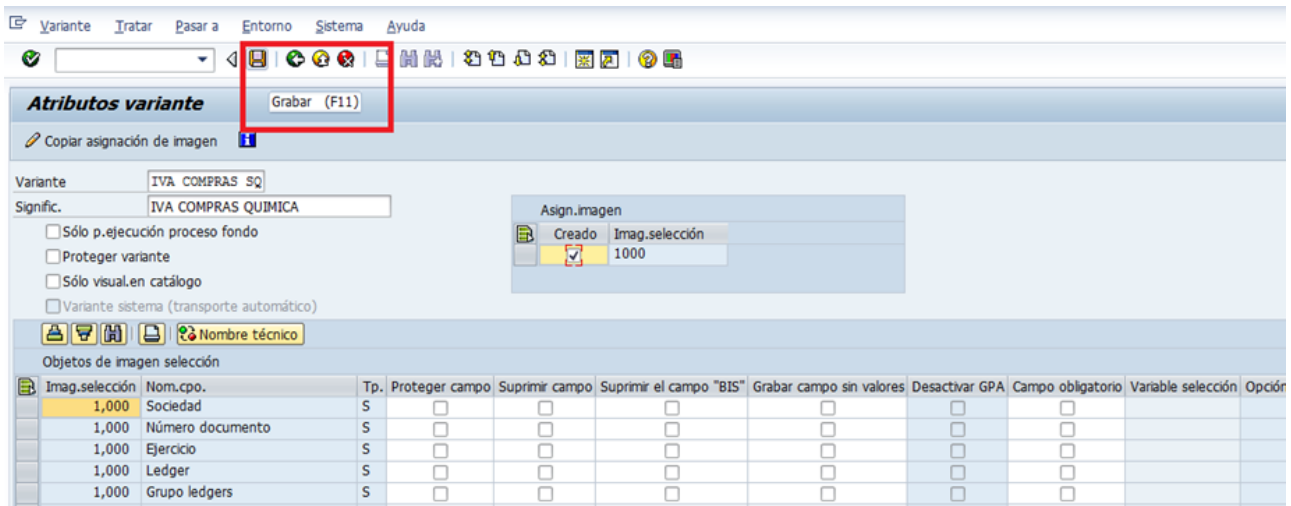 Variante Tratar Pasar a Entorno Sistema Ayuda
Atributos variante
Grabar (F11)
Copiar asignación de imagen
Variante IVA COMPRAS SQ
Signific. IVA COMPRAS QUIMICA
Asign.imagen
Sólo p.ejecución proceso fondo
Creado Imag.selección
Proteger variante
1000
Sólo visual.en catálogo
Variante sistema (transporte automático)
Nombre técnico
Objetos de imagen selección
Imag.selección Nom.cpo. Tp. Proteger campo Suprimir campo Suprimir el campo "BIS" Grabar campo sin valores Desactivar GPA Campo obligatorio Variable selección Opción
1,000 Sociedad S
1,000 Número documento S
1,000 Ejercicio S
1,000 Ledger S
1,000 Grupo ledgers S